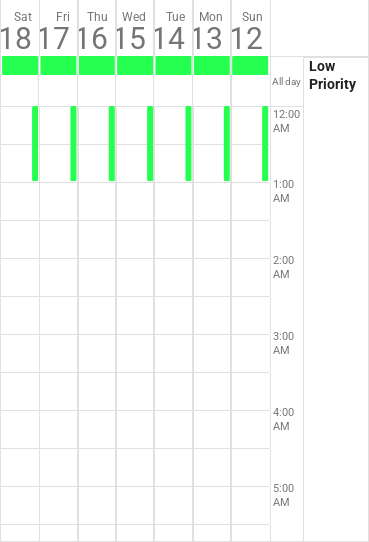 Sat Fri Thu Wed Tue Mon Sun
18 17 16 15 14 13 12
All day
Low
Priority
12:00
AM
1:00
AM
2:00
AM
3:00
AM
4:00
AM
5:00
AM